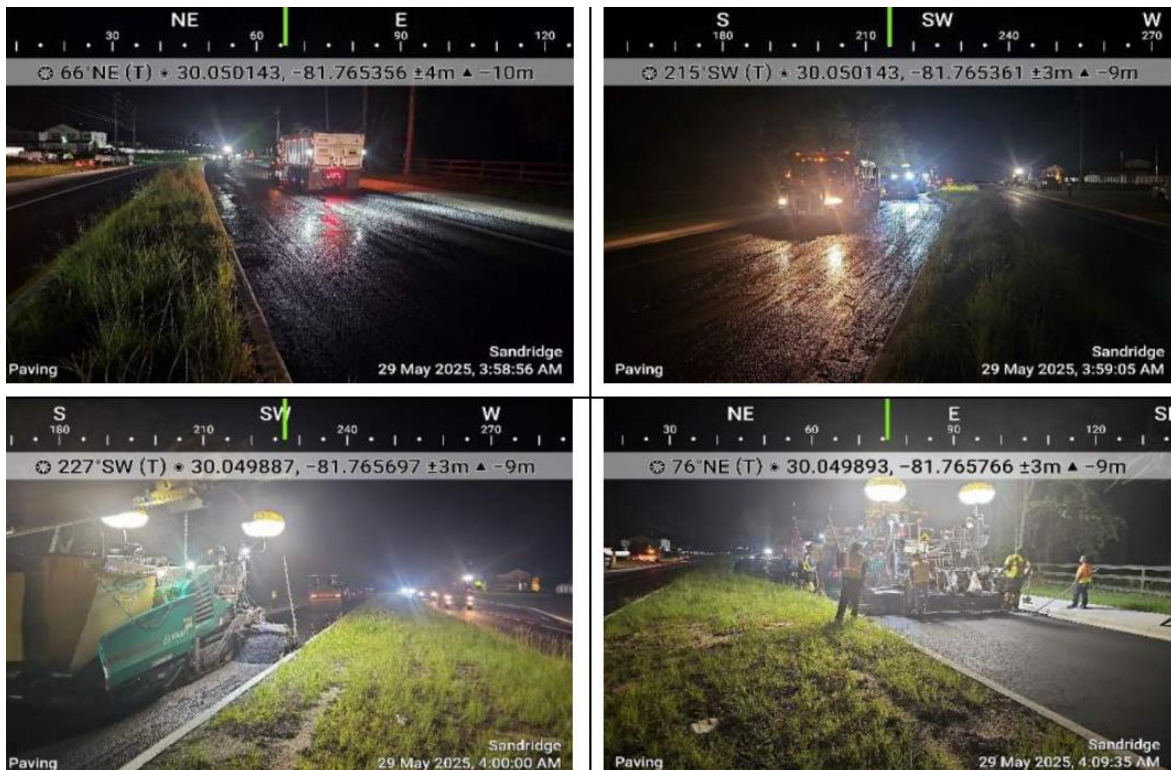 NE E
30 60 90 120
66°NE (T) 30.050143, -81.765356 ±4m ▲ -10m
Paving
Sandridge
29 May 2025, 3:58:56 AM
S SW W
180 210 240 270
215°SW (T) 30.050143, -81.765361 ±3m ▲ -9m
Paving
Sandridge
29 May 2025, 3:59:05 AM
S SW W
180 210 240 270
227°SW (T) 30.049887, -81.765697 ±3m ▲ -9m
Paving
Sandridge
29 May 2025, 4:00:00 AM
NE E
30 60 90 120
76°NE (T) 30.049893, -81.765766 ±3m ▲ -9m
Paving
Sandridge
29 May 2025, 4:09:35 AM